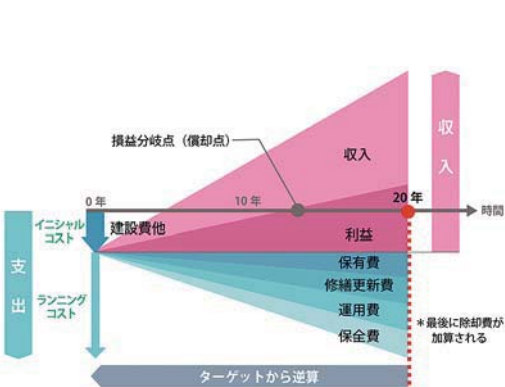 収入
損益分岐点（償却点）
収入
0 年
10 年
20 年
時間
イニシャル
コスト
建設費他
利益
支出
保有費
修繕更新費
ランニング
コスト
運用費
保全費
＊最後に除却費が
加算される
ターゲットから逆算